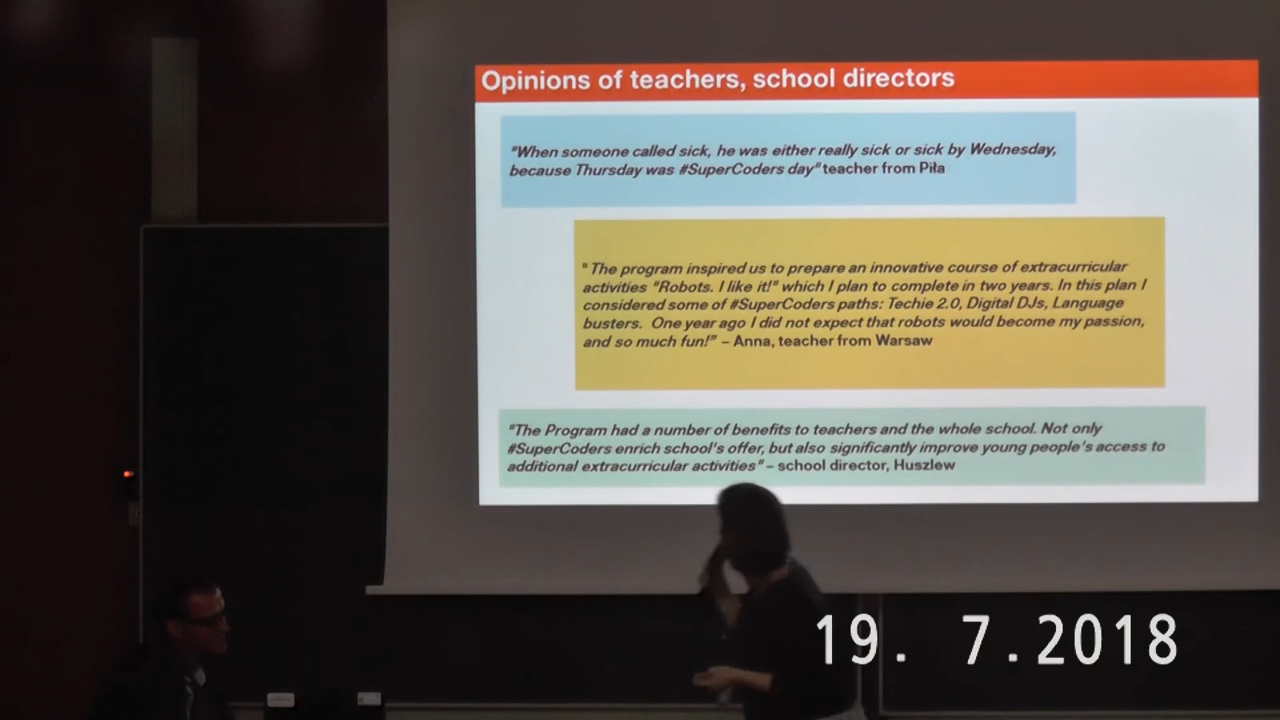 Opinions of teachers, school directors
"When someone called sick, he was either really sick or sick by Wednesday,
because Thursday was #SuperCoders day" teacher from Piła
" The program inspired us to prepare an innovative course of extracurricular
activities "Robots. I like it!" which I plan to complete in two years. In this plan I
considered some of #SuperCoders paths: Techie 2.0, Digital DJs, Language
busters. One year ago I did not expect that robots would become my passion,
and so much fun!" – Anna, teacher from Warsaw
"The Program had a number of benefits to teachers and the whole school. Not only
#SuperCoders enrich school's offer, but also significantly improve young people's access to
additional extracurricular activities" – school director, Huszlew
19. 7.2018